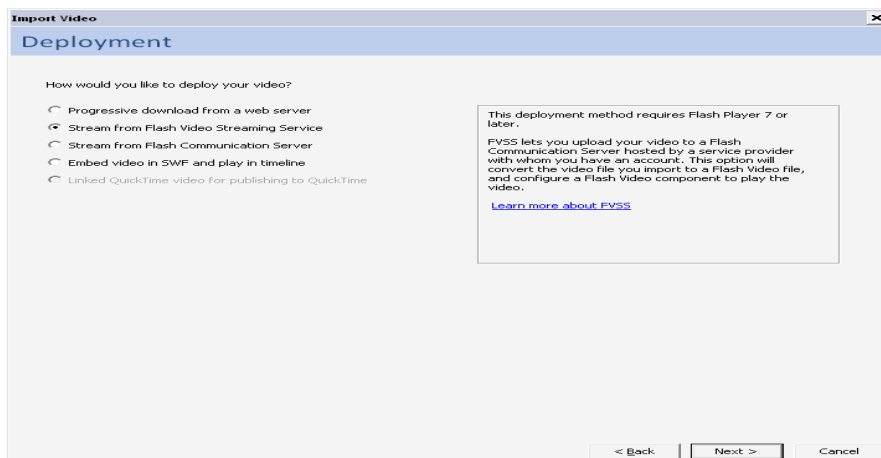 Import Video
Deployment
How would you like to deploy your video?
Progressive download from a web server
Stream from Flash Video Streaming Service
Stream from Flash Communication Server
Embed video in SWF and play in timeline
Linked QuickTime video for publishing to QuickTime
This deployment method requires Flash Player 7 or
later.
FVSS lets you upload your video to a Flash
Communication Server hosted by a service provider
with whom you have an account. This option will
convert the video file you import to a Flash Video file,
and configure a Flash Video component to play the
video.
Learn more about FVSS
< Back
Next >
Cancel